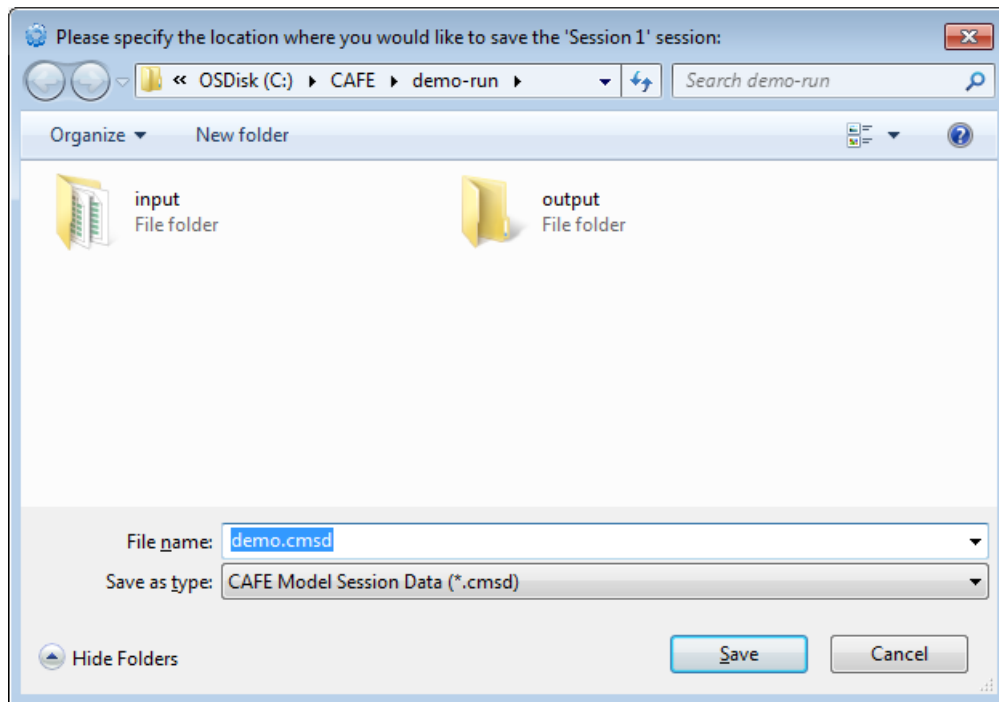 Please specify the location where you would like to save the 'Session 1' session:
« OSDisk (C:) CAFE demo-run Search demo-run
Organize New folder
input output
File folder File folder
File name: demo.cmsd
Save as type: CAFE Model Session Data (*.cmsd)
Hide Folders Save Cancel